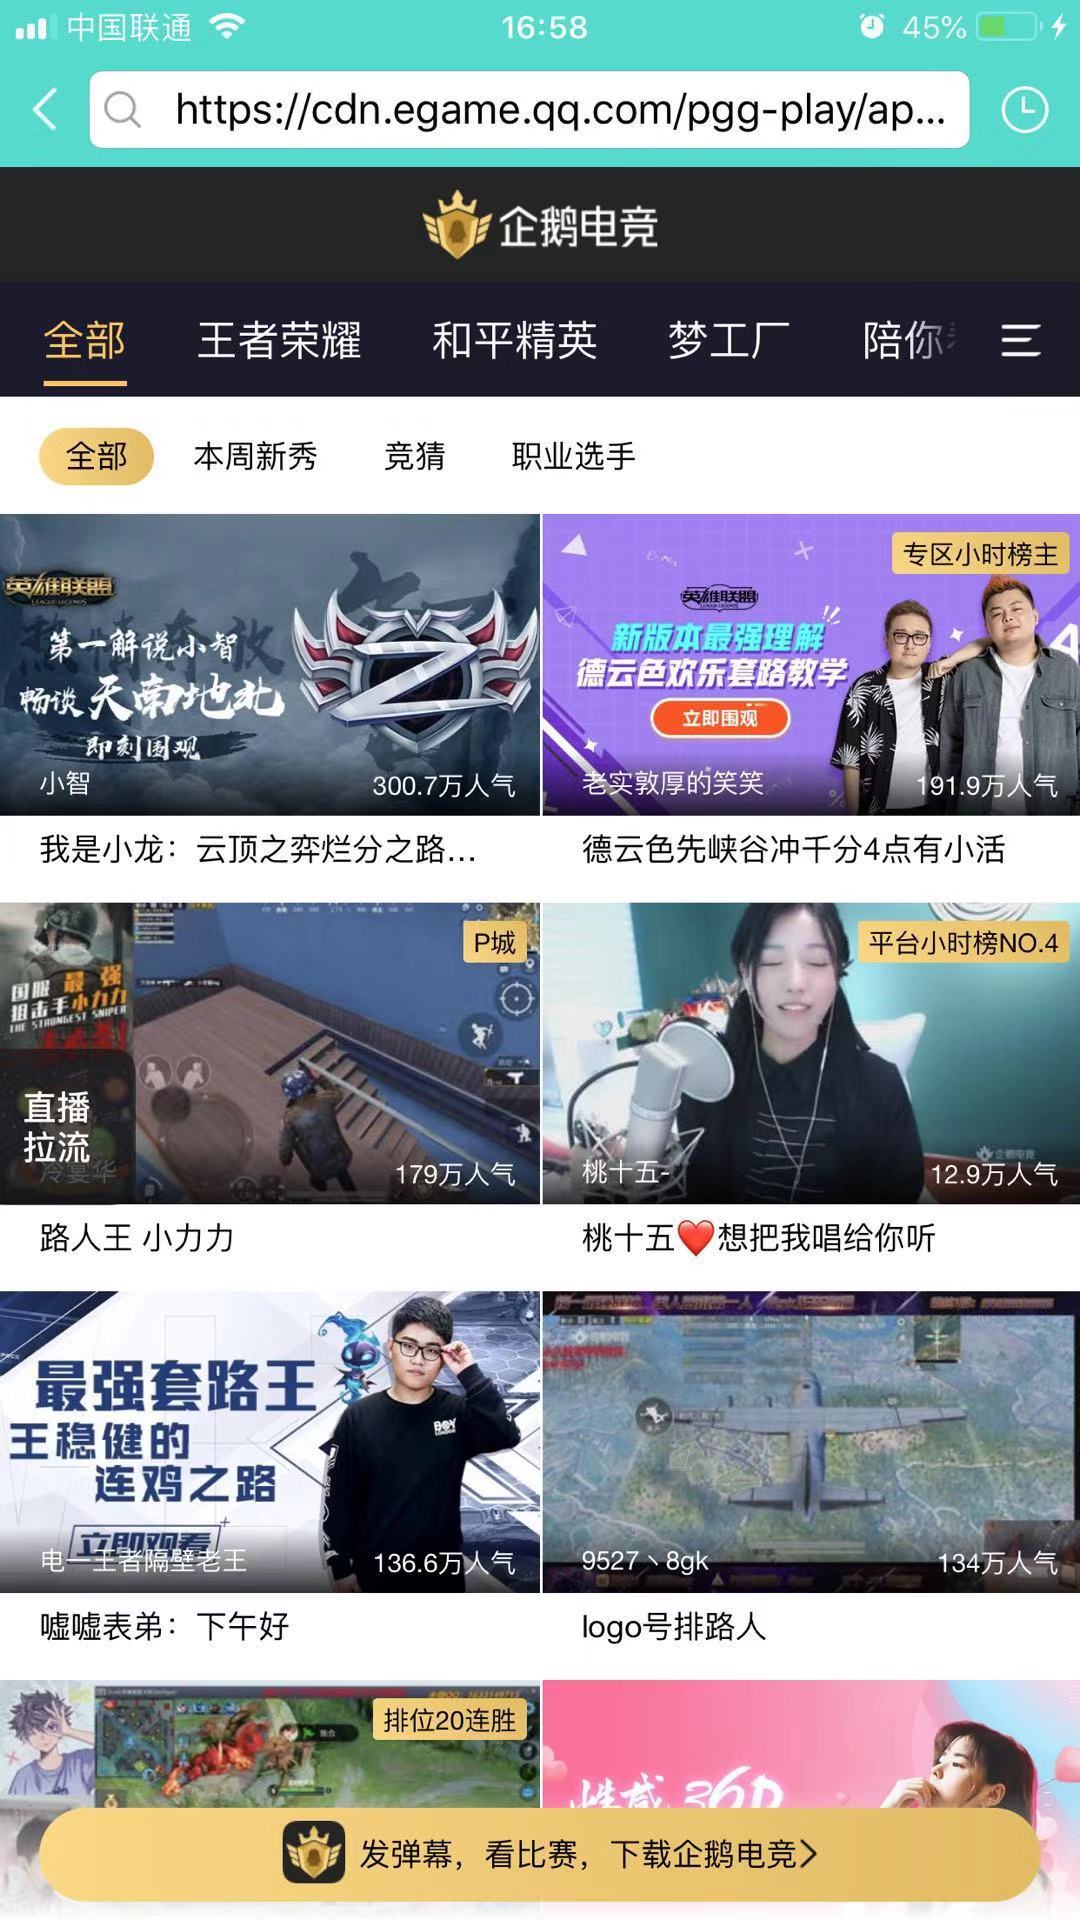 中国联通
16:58
45%
https://cdn.egame.qq.com/pgg-play/ap...
企鹅电竞
全部
王者荣耀
和平精英
梦工厂
陪你
全部
本周新秀
竞猜
职业选手
英雄联盟
LEAGUE LEGENDS
第一解说小智
畅谈天南地北
即刻围观
小智
300.7万人气
专区小时榜主
英雄联盟
新版本最强理解
德云色欢乐套路教学
立即围观
老实敦厚的笑笑
191.9万人气
我是小龙：云顶之弈烂分之路...
德云色先峡谷冲千分4点有小活
P城
国服最强
狙击手小力力
THE STRONGEST SNIPER
直播
拉流
冷宴华
179万人气
平台小时榜NO.4
企鹅电竞
桃十五-
12.9万人气
路人王 小力力
桃十五❤️想把我唱给你听
最强套路王
王稳健的
连鸡之路
立即观看
BOY
LONDON
电一王者隔壁老王
136.6万人气
9527丶8gk
134万人气
嘘嘘表弟：下午好
logo号排路人
排位20连胜
性感360
发弹幕，看比赛，下载企鹅电竞>